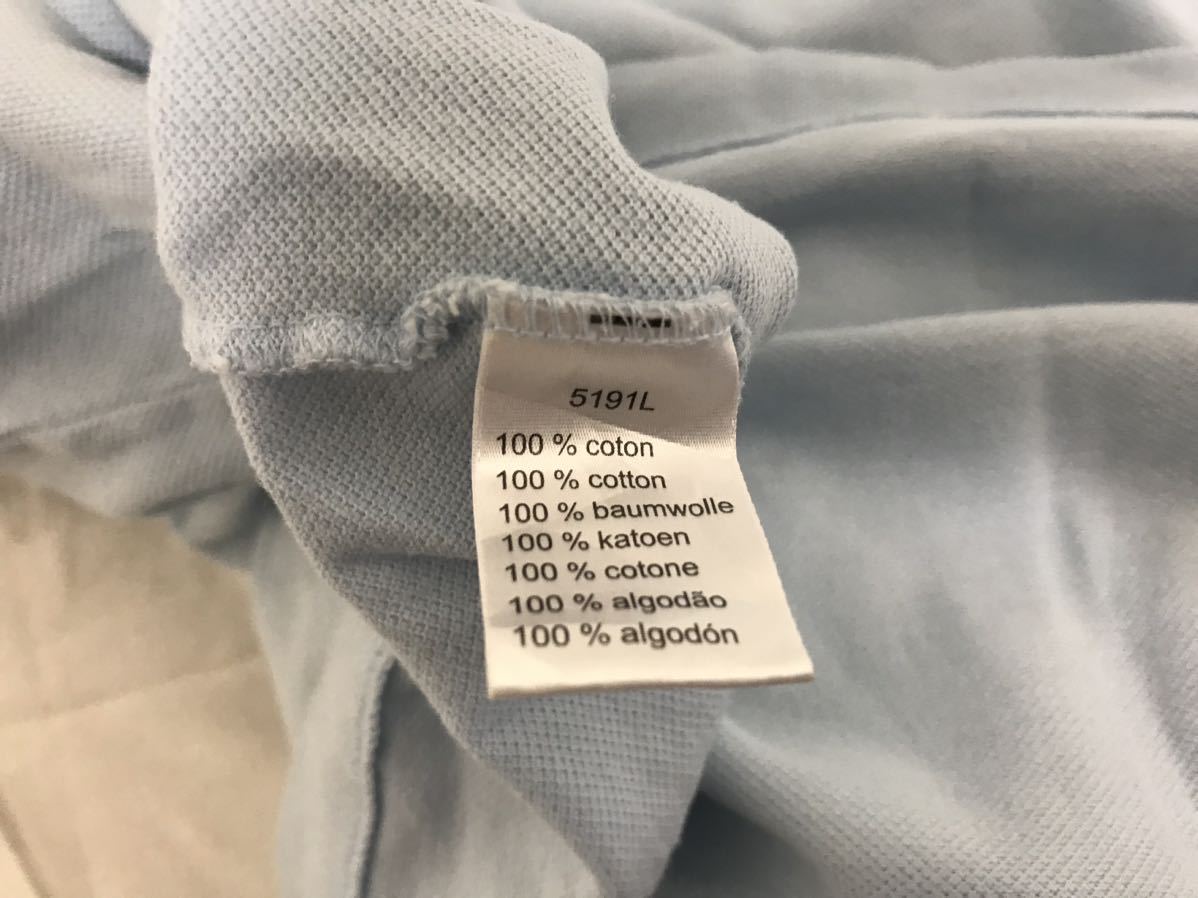 5191L
100 % coton
100 % cotton
100 % baumwolle
100 % katoen
100 % cotone
100 % algodão
100 % algodón